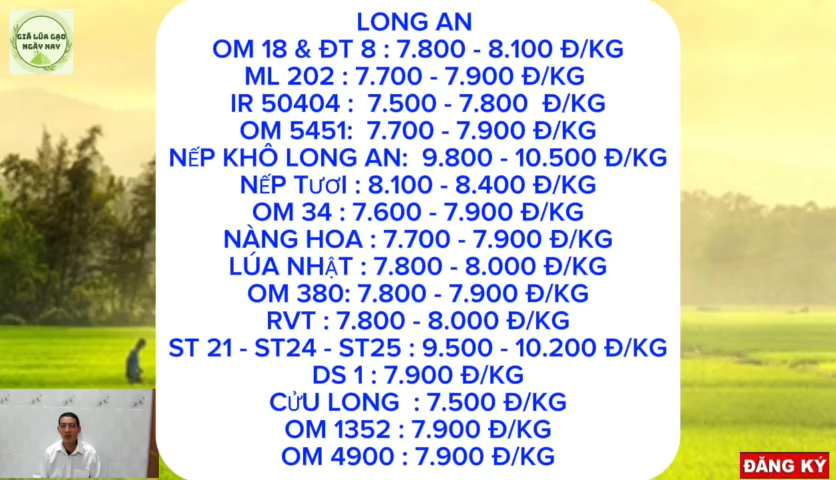 GIÁ LÚA GẠO
NGÀY NAY
LONG AN
OM 18 & ĐT 8 : 7.800 - 8.100 Đ/KG
ML 202 : 7.700 - 7.900 Đ/KG
IR 50404 : 7.500 - 7.800 Đ/KG
OM 5451: 7.700 - 7.900 Đ/KG
NẾP KHÔ LONG AN: 9.800 - 10.500 Đ/KG
NẾP TƯƠI : 8.100 - 8.400 Đ/KG
OM 34 : 7.600 - 7.900 Đ/KG
NÀNG HOA : 7.700 - 7.900 Đ/KG
LÚA NHẬT : 7.800 - 8.000 Đ/KG
OM 380: 7.800 - 7.900 Đ/KG
RVT : 7.800 - 8.000 Đ/KG
ST 21 - ST24 - ST25 : 9.500 - 10.200 Đ/KG
DS 1 : 7.900 Đ/KG
CỬU LONG : 7.500 Đ/KG
OM 1352 : 7.900 Đ/KG
OM 4900 : 7.900 Đ/KG
ĐĂNG KÝ